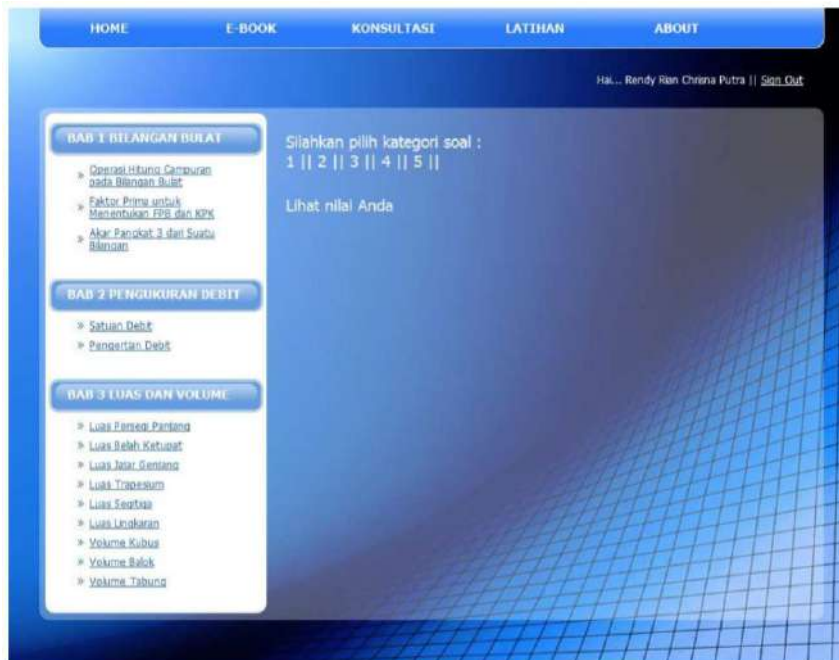 HOME E-BOOK KONSULTASI LATIHAN ABOUT
Hai... Rendy Rian Chrisna Putra || Sign Out
BAB 1 BILANGAN BULAT
» Operasi Hitung Campuran
pada Bilangan Bulat
» Faktor Prima untuk
Menentukan FPB dan KPK
» Akar Pangkat 3 dari Suatu
Bilangan
BAB 2 PENGUKURAN DEBIT
» Satuan Debit
» Pengertian Debit
BAB 3 LUAS DAN VOLUME
» Luas Persegi Panjang
» Luas Belah Ketupat
» Luas Jajar Genjang
» Luas Trapesium
» Luas Segitiga
» Luas Lingkaran
» Volume Kubus
» Volume Balok
» Volume Tabung
Silahkan pilih kategori soal :
1 || 2 || 3 || 4 || 5 ||
Lihat nilai Anda